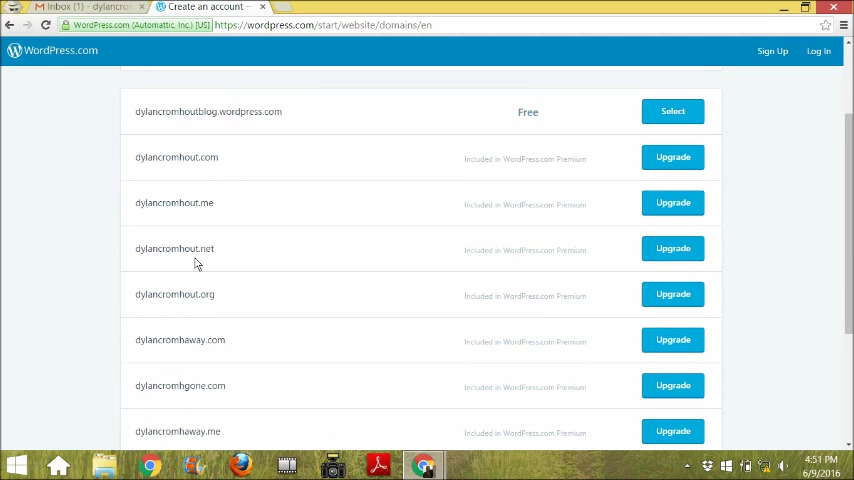 Inbox (1) - dylancrom
Create an account —
WordPress.com (Automattic, Inc.) [US]
https://wordpress.com/start/website/domains/en
WordPress.com
Sign Up
Log In
dylancromhoutblog.wordpress.com
Free
Select
dylancromhout.com
Included in WordPress.com Premium
Upgrade
dylancromhout.me
Included in WordPress.com Premium
Upgrade
dylancromhout.net
Included in WordPress.com Premium
Upgrade
dylancromhout.org
Included in WordPress.com Premium
Upgrade
dylancromhaway.com
Included in WordPress.com Premium
Upgrade
dylancromhgone.com
Included in WordPress.com Premium
Upgrade
dylancromhaway.me
Included in WordPress.com Premium
Upgrade
4:51 PM
6/9/2016